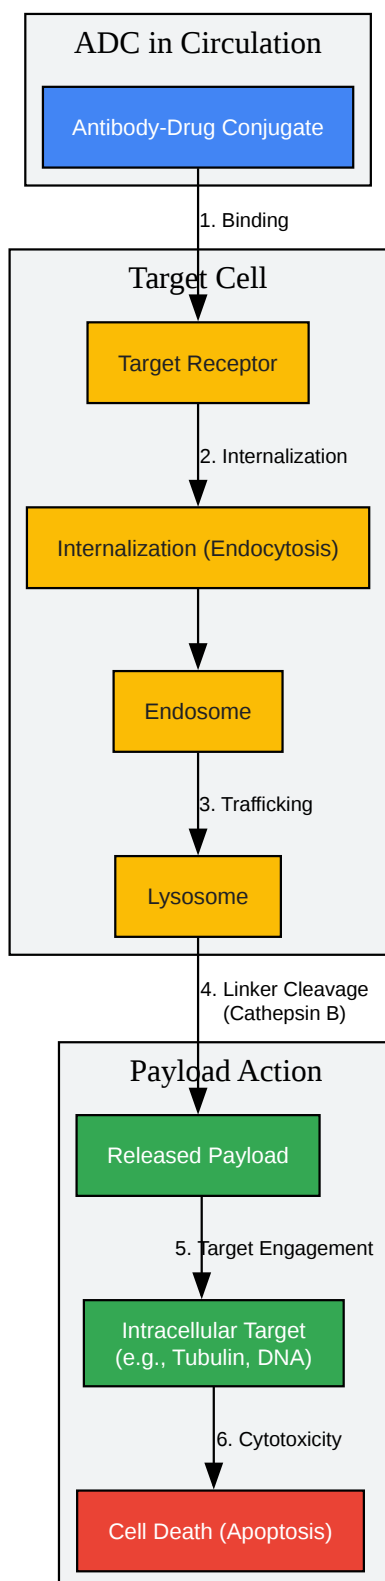 ADC in Circulation
Antibody-Drug Conjugate
1. Binding
Target Cell
Target Receptor
2. Internalization
Internalization (Endocytosis)
Endosome
3. Trafficking
Lysosome
4. Linker Cleavage
(Cathepsin B)
Payload Action
Released Payload
5. Target Engagement
Intracellular Target
(e.g., Tubulin, DNA)
6. Cytotoxicity
Cell Death (Apoptosis)